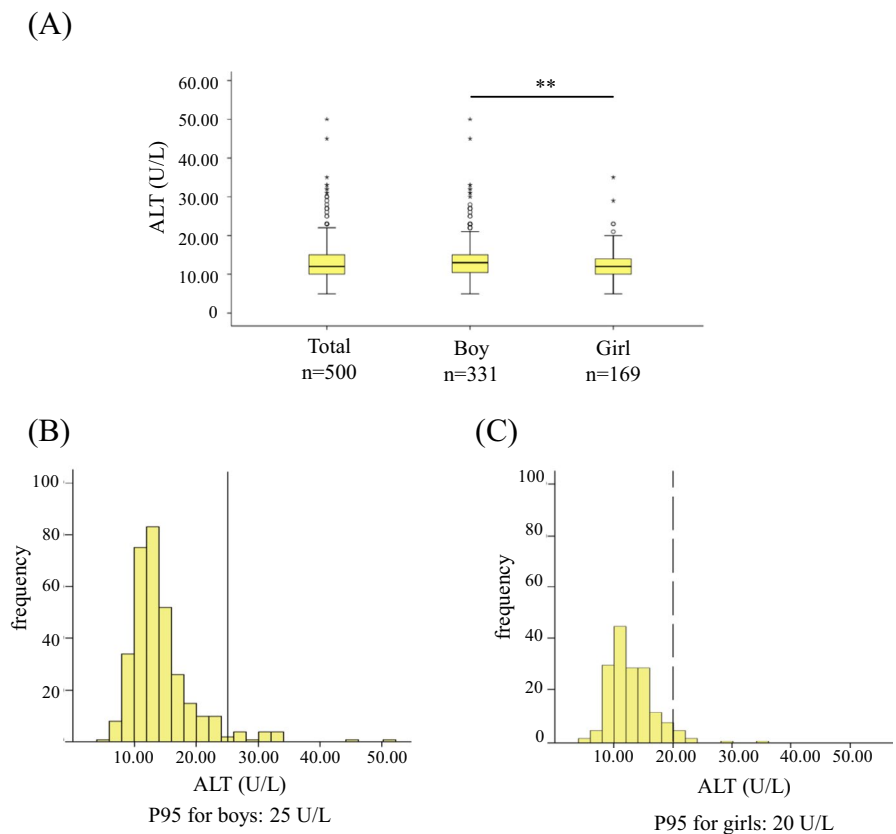 (A)
**
60.00
50.00
40.00
30.00
20.00
10.00
0
ALT (U/L)
Total Boy Girl
n=500 n=331 n=169
(B)
100
80
60
40
20
frequency
10.00 20.00 30.00 40.00 50.00
ALT (U/L)
P95 for boys: 25 U/L
(C)
100
80
60
40
20
0
frequency
10.00 20.00 30.00 40.00 50.00
ALT (U/L)
P95 for girls: 20 U/L